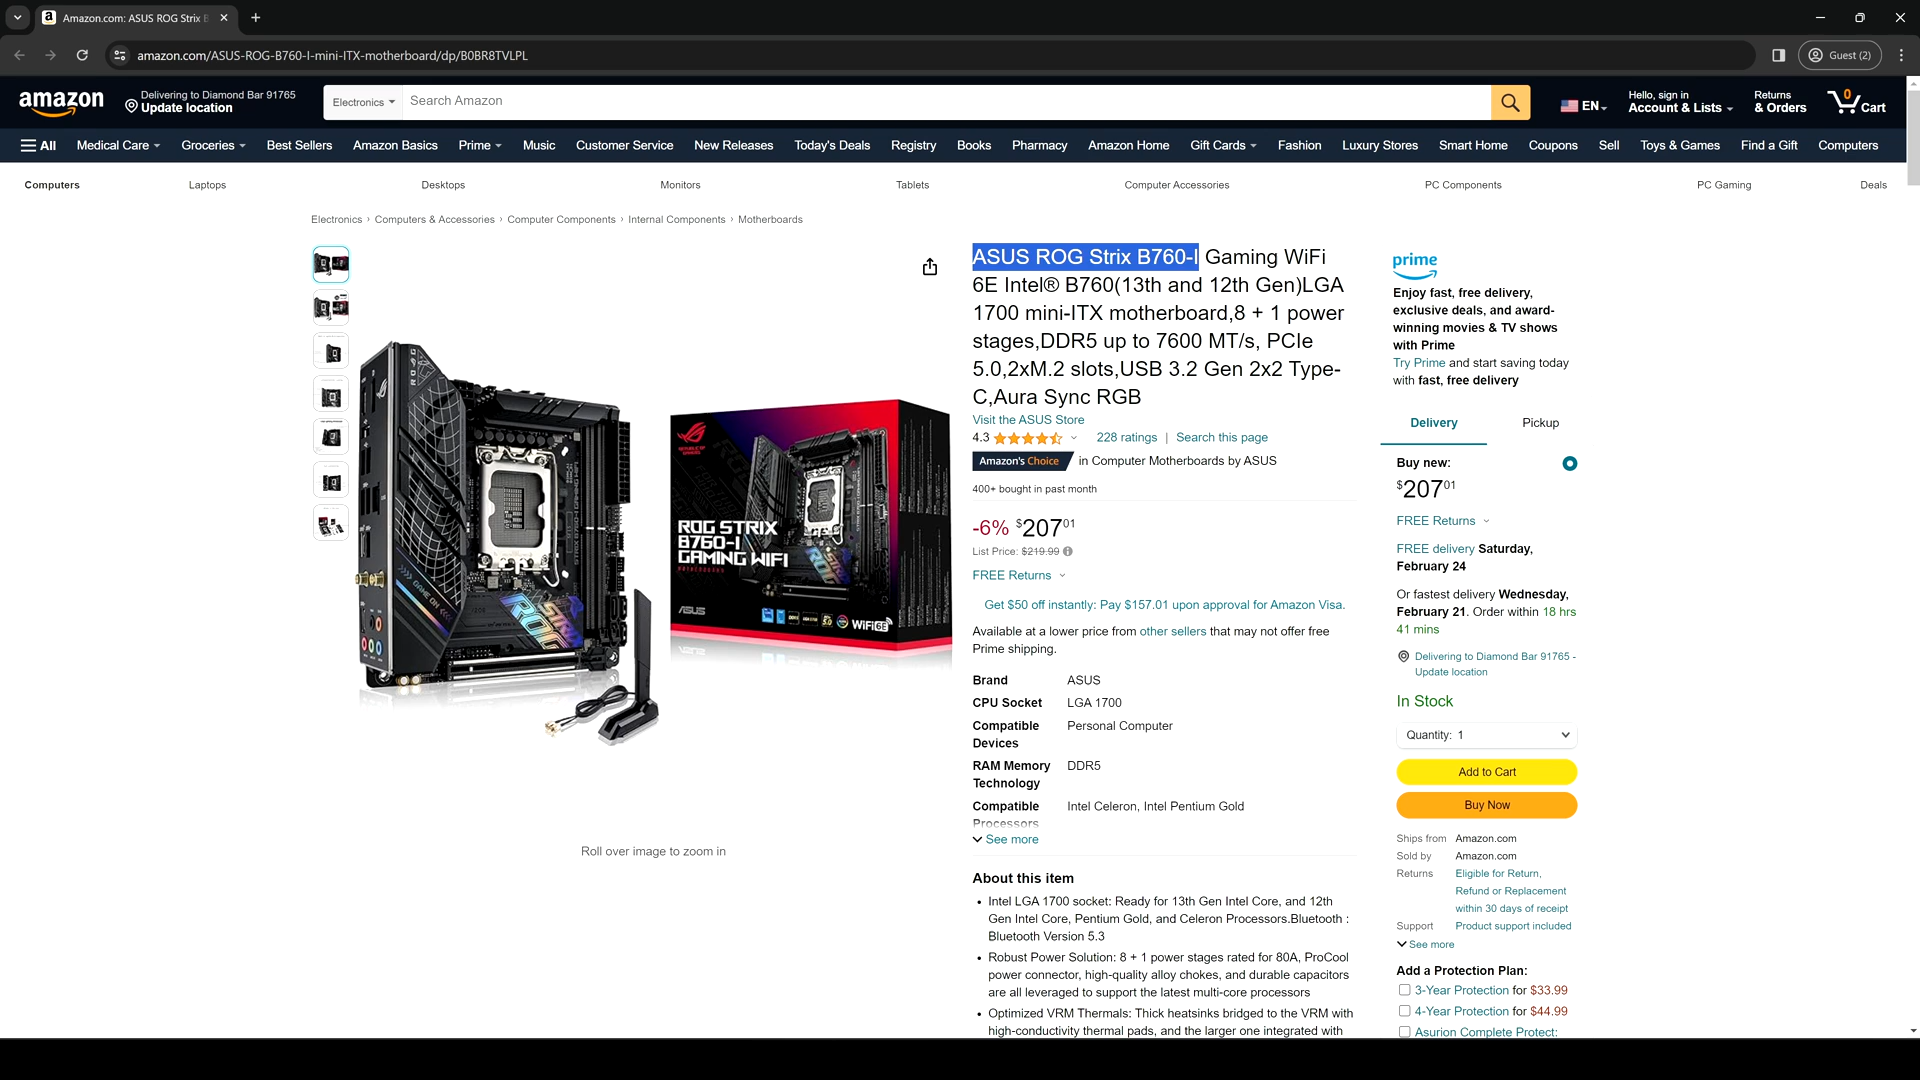 Amazon.com: ASUS ROG Strix B
amazon.com/ASUS-ROG-B760-I-mini-ITX-motherboard/dp/B0BR8TVLPL
Guest (2)
amazon
Delivering to Diamond Bar 91765
Update location
Electronics
Search Amazon
EN
Hello, sign in
Account & Lists
Returns
& Orders
0
Cart
All
Medical Care
Groceries
Best Sellers
Amazon Basics
Prime
Music
Customer Service
New Releases
Today's Deals
Registry
Books
Pharmacy
Amazon Home
Gift Cards
Fashion
Luxury Stores
Smart Home
Coupons
Sell
Toys & Games
Find a Gift
Computers
Computers
Laptops
Desktops
Monitors
Tablets
Computer Accessories
PC Components
PC Gaming
Deals
Electronics › Computers & Accessories › Computer Components › Internal Components › Motherboards
ROG STRIX
B760-I
GAMING WIFI
ASUS
WiFi 6E
Roll over image to zoom in
ASUS ROG Strix B760-I Gaming WiFi
6E Intel® B760(13th and 12th Gen)LGA
1700 mini-ITX motherboard,8 + 1 power
stages,DDR5 up to 7600 MT/s, PCIe
5.0,2xM.2 slots,USB 3.2 Gen 2x2 Type-
C,Aura Sync RGB
Visit the ASUS Store
4.3
228 ratings | Search this page
Amazon's Choice in Computer Motherboards by ASUS
400+ bought in past month
-6% $207 01
List Price: $219.99
FREE Returns
Get $50 off instantly: Pay $157.01 upon approval for Amazon Visa.
Available at a lower price from other sellers that may not offer free
Prime shipping.
Brand ASUS
CPU Socket LGA 1700
Compatible Personal Computer
Devices
RAM Memory DDR5
Technology
Compatible Intel Celeron, Intel Pentium Gold
Processors
See more
About this item
• Intel LGA 1700 socket: Ready for 13th Gen Intel Core, and 12th
Gen Intel Core, Pentium Gold, and Celeron Processors.Bluetooth :
Bluetooth Version 5.3
• Robust Power Solution: 8 + 1 power stages rated for 80A, ProCool
power connector, high-quality alloy chokes, and durable capacitors
are all leveraged to support the latest multi-core processors
• Optimized VRM Thermals: Thick heatsinks bridged to the VRM with
high-conductivity thermal pads, and the larger one integrated with
prime
Enjoy fast, free delivery,
exclusive deals, and award-
winning movies & TV shows
with Prime
Try Prime and start saving today
with fast, free delivery
Delivery
Pickup
Buy new:
$207 01
FREE Returns
FREE delivery Saturday,
February 24
Or fastest delivery Wednesday,
February 21. Order within 18 hrs
41 mins
Delivering to Diamond Bar 91765 -
Update location
In Stock
Quantity: 1
Add to Cart
Buy Now
Ships from Amazon.com
Sold by Amazon.com
Returns Eligible for Return,
Refund or Replacement
within 30 days of receipt
Support Product support included
See more
Add a Protection Plan:
3-Year Protection for $33.99
4-Year Protection for $44.99
Asurion Complete Protect: